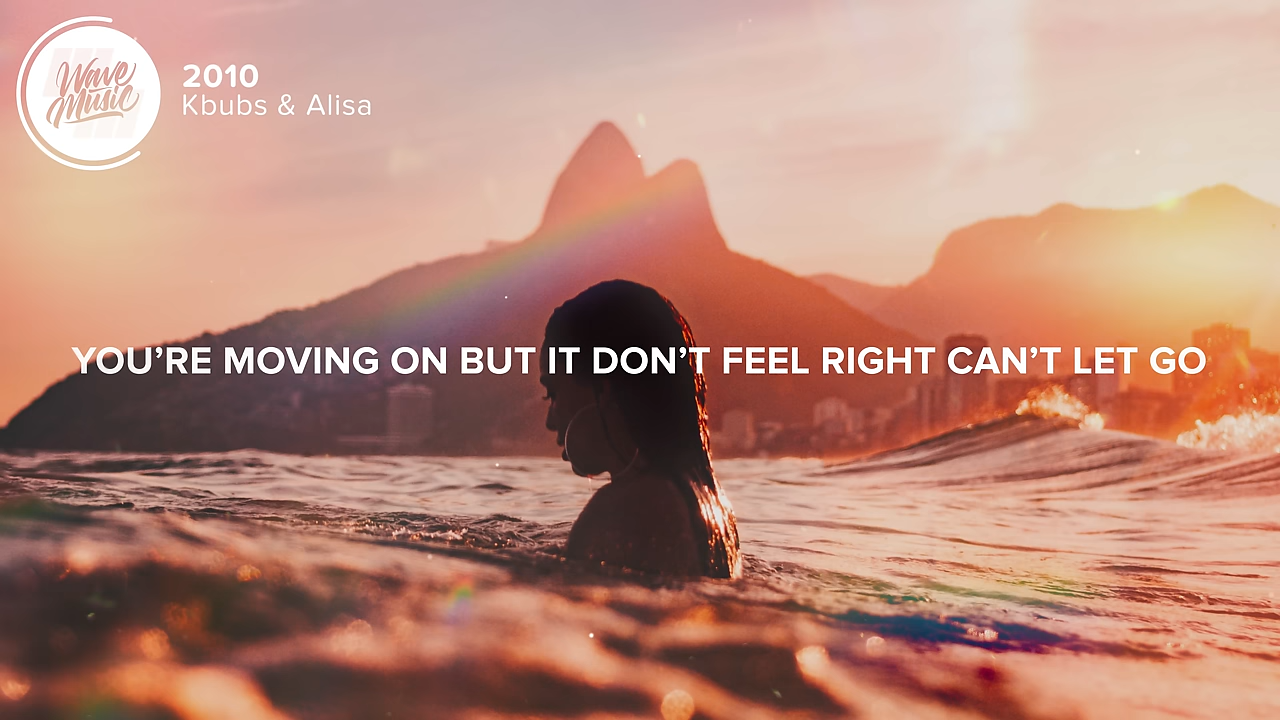 Wave
Music
2010
Kbubs & Alisa
YOU’RE MOVING ON BUT IT DON’T FEEL RIGHT CAN’T LET GO